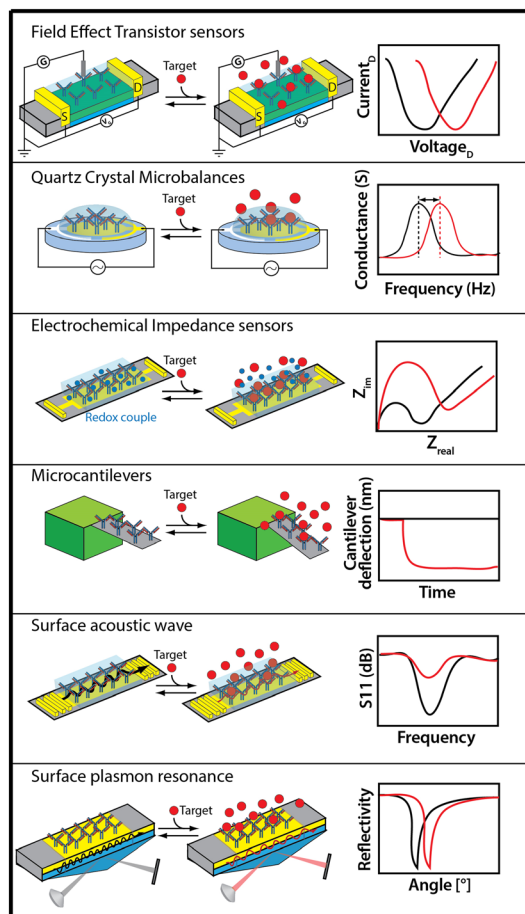 Field Effect Transistor sensors
G
Target
G
S
D
V
S
D
V
Current_D
Voltage_D
Quartz Crystal Microbalances
Target
Conductance (S)
Frequency (Hz)
Electrochemical Impedance sensors
Target
Redox couple
Z_im
Z_real
Microcantilevers
Target
Cantilever
deflection (nm)
Time
Surface acoustic wave
Target
S11 (dB)
Frequency
Surface plasmon resonance
Target
Reflectivity
Angle [°]